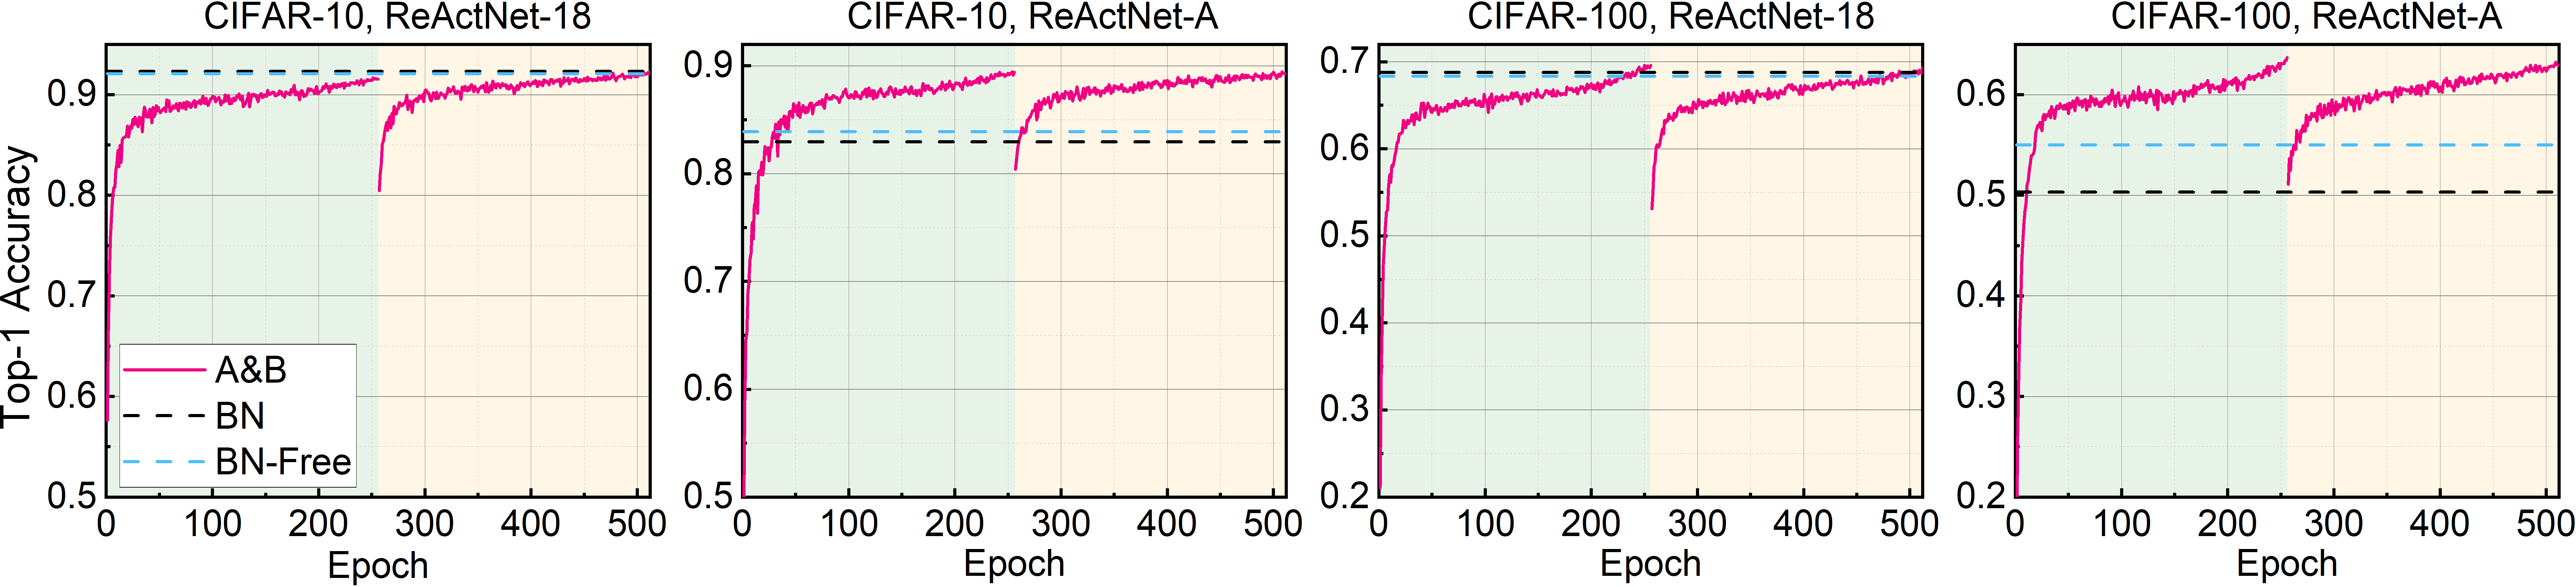 CIFAR-10, ReActNet-18
CIFAR-10, ReActNet-A
CIFAR-100, ReActNet-18
CIFAR-100, ReActNet-A
Top-1 Accuracy
0.9
0.8
0.7
0.6
0.5
A&B
BN
BN-Free
0 100 200 300 400 500
Epoch
0.9
0.8
0.7
0.6
0.5
0 100 200 300 400 500
Epoch
0.7
0.6
0.5
0.4
0.3
0.2
0 100 200 300 400 500
Epoch
0.6
0.5
0.4
0.3
0.2
0 100 200 300 400 500
Epoch